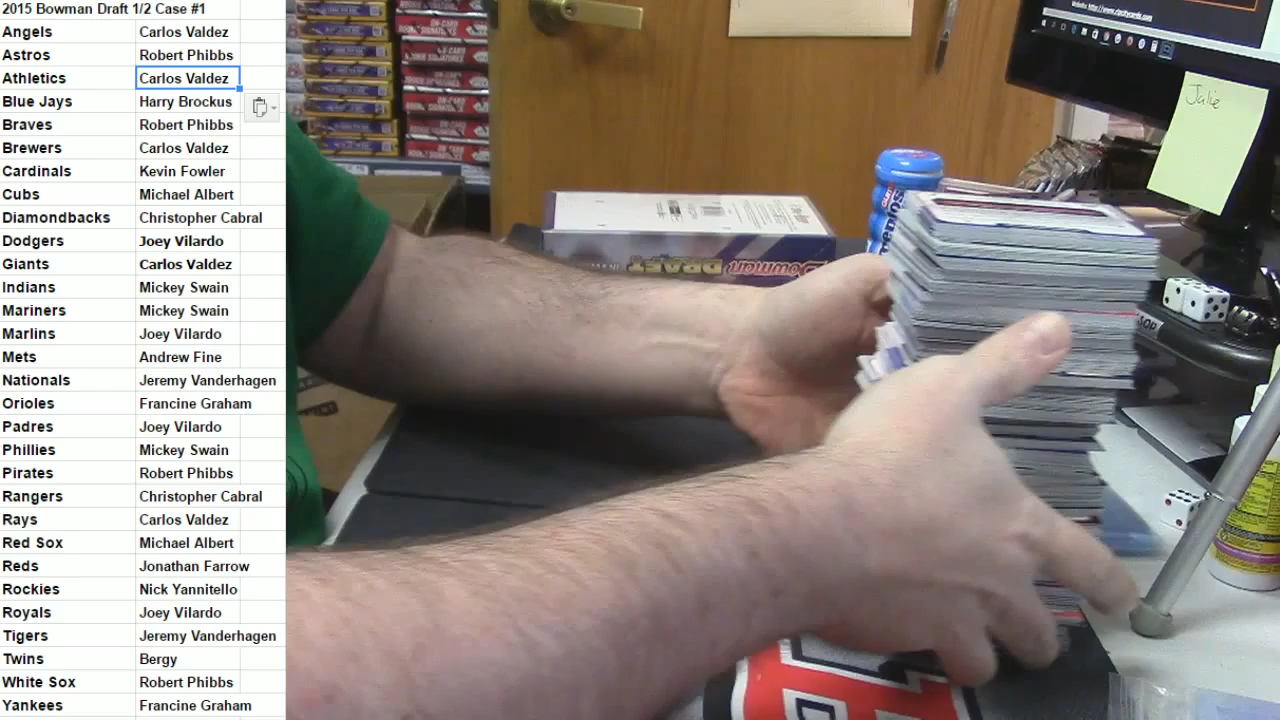 2015 Bowman Draft 1/2 Case #1
Angels Carlos Valdez
Astros Robert Phibbs
Athletics Carlos Valdez
Blue Jays Harry Brockus
Braves Robert Phibbs
Brewers Carlos Valdez
Cardinals Kevin Fowler
Cubs Michael Albert
Diamondbacks Christopher Cabral
Dodgers Joey Vilardo
Giants Carlos Valdez
Indians Mickey Swain
Mariners Mickey Swain
Marlins Joey Vilardo
Mets Andrew Fine
Nationals Jeremy Vanderhagen
Orioles Francine Graham
Padres Joey Vilardo
Phillies Mickey Swain
Pirates Robert Phibbs
Rangers Christopher Cabral
Rays Carlos Valdez
Red Sox Michael Albert
Reds Jonathan Farrow
Rockies Nick Yannitello
Royals Joey Vilardo
Tigers Jeremy Vanderhagen
Twins Bergy
White Sox Robert Phibbs
Yankees Francine Graham
ON-CARD
ROOKIE SIGNATURES
Bowman
DRAFT
mentos
Julie